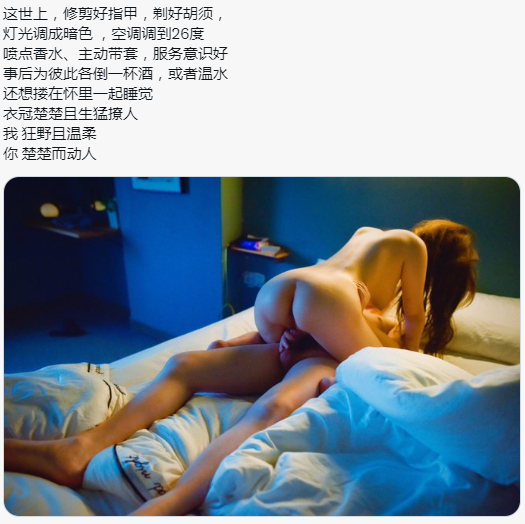 这世上，修剪好指甲，剃好胡须，
灯光调成暗色 ，空调调到26度
喷点香水、主动带套，服务意识好
事后为彼此各倒一杯酒，或者温水
还想搂在怀里一起睡觉
衣冠楚楚且生猛撩人
我 狂野且温柔
你 楚楚而动人